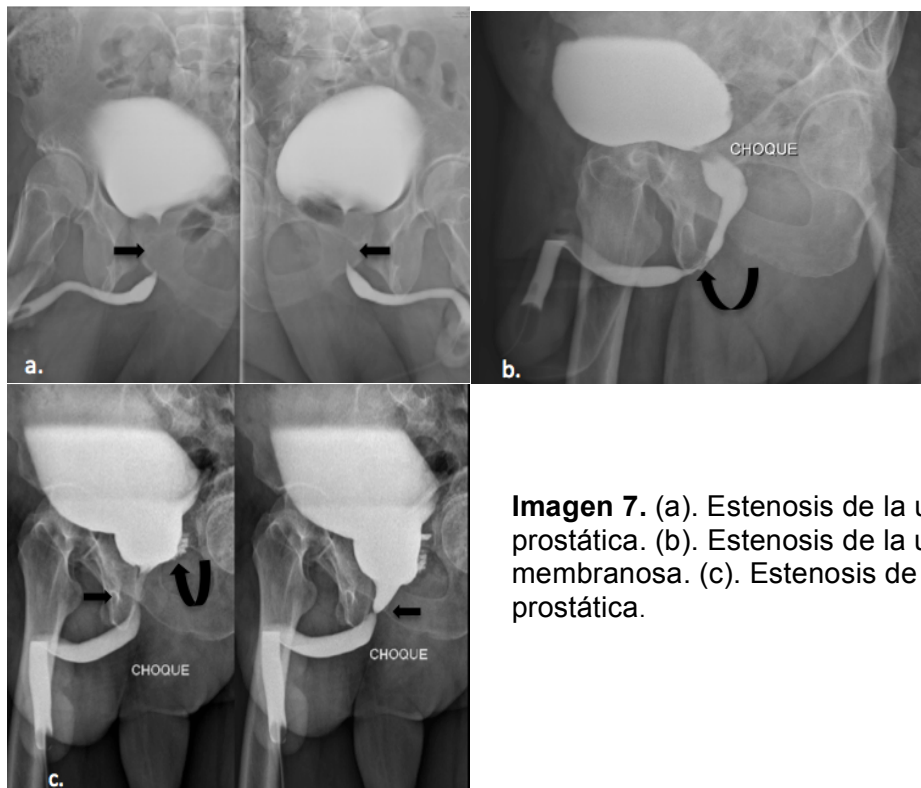 CHOQUE
a.
b.
CHOQUE
CHOQUE
c.
Imagen 7. (a). Estenosis de la
prostática. (b). Estenosis de la
membranosa. (c). Estenosis de
prostática.